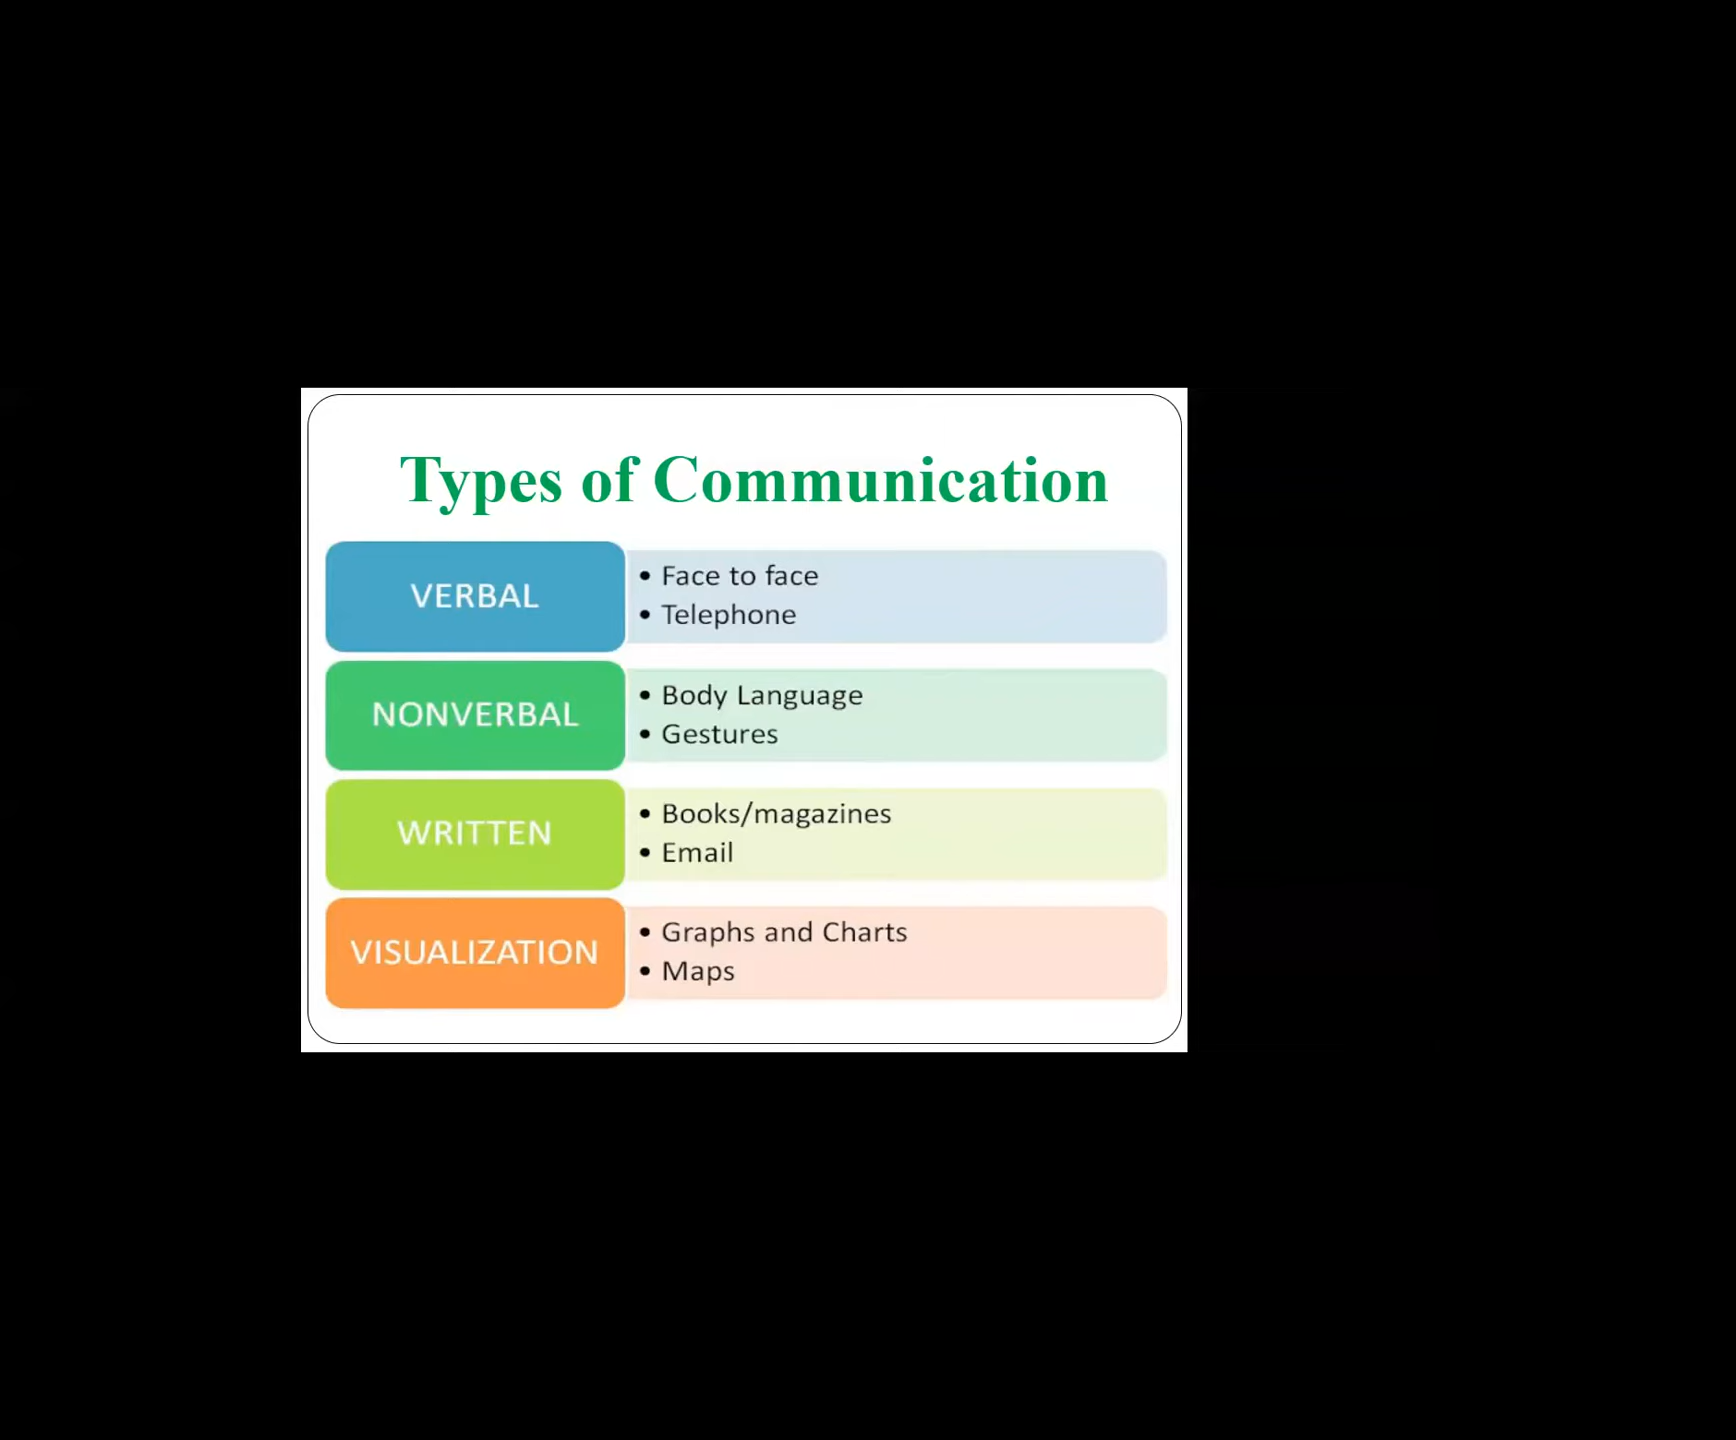 Types of Communication
VERBAL
• Face to face
• Telephone
NONVERBAL
• Body Language
• Gestures
WRITTEN
• Books/magazines
• Email
VISUALIZATION
• Graphs and Charts
• Maps